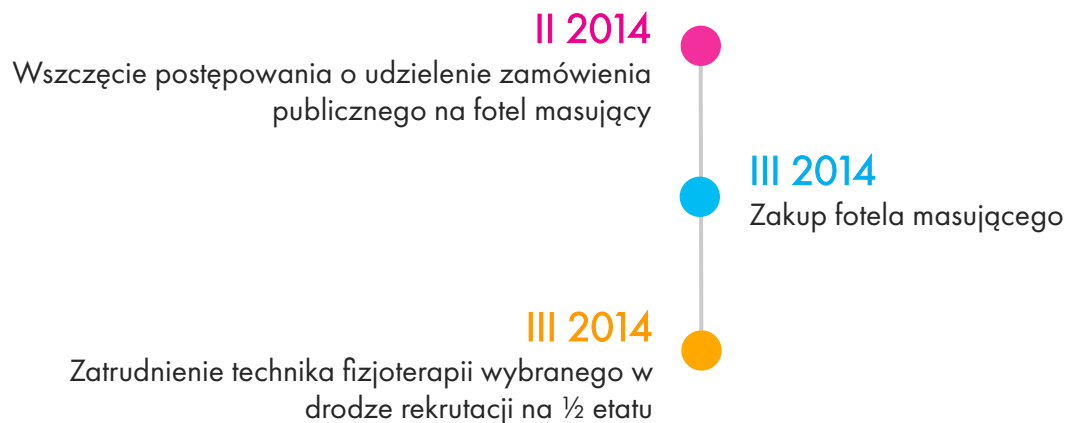 II 2014
Wszczęcie postępowania o udzielenie zamówienia
publicznego na fotel masujący
III 2014
Zakup fotela masującego
III 2014
Zatrudnienie technika fizjoterapii wybranego w
drodze rekrutacji na ½ etatu